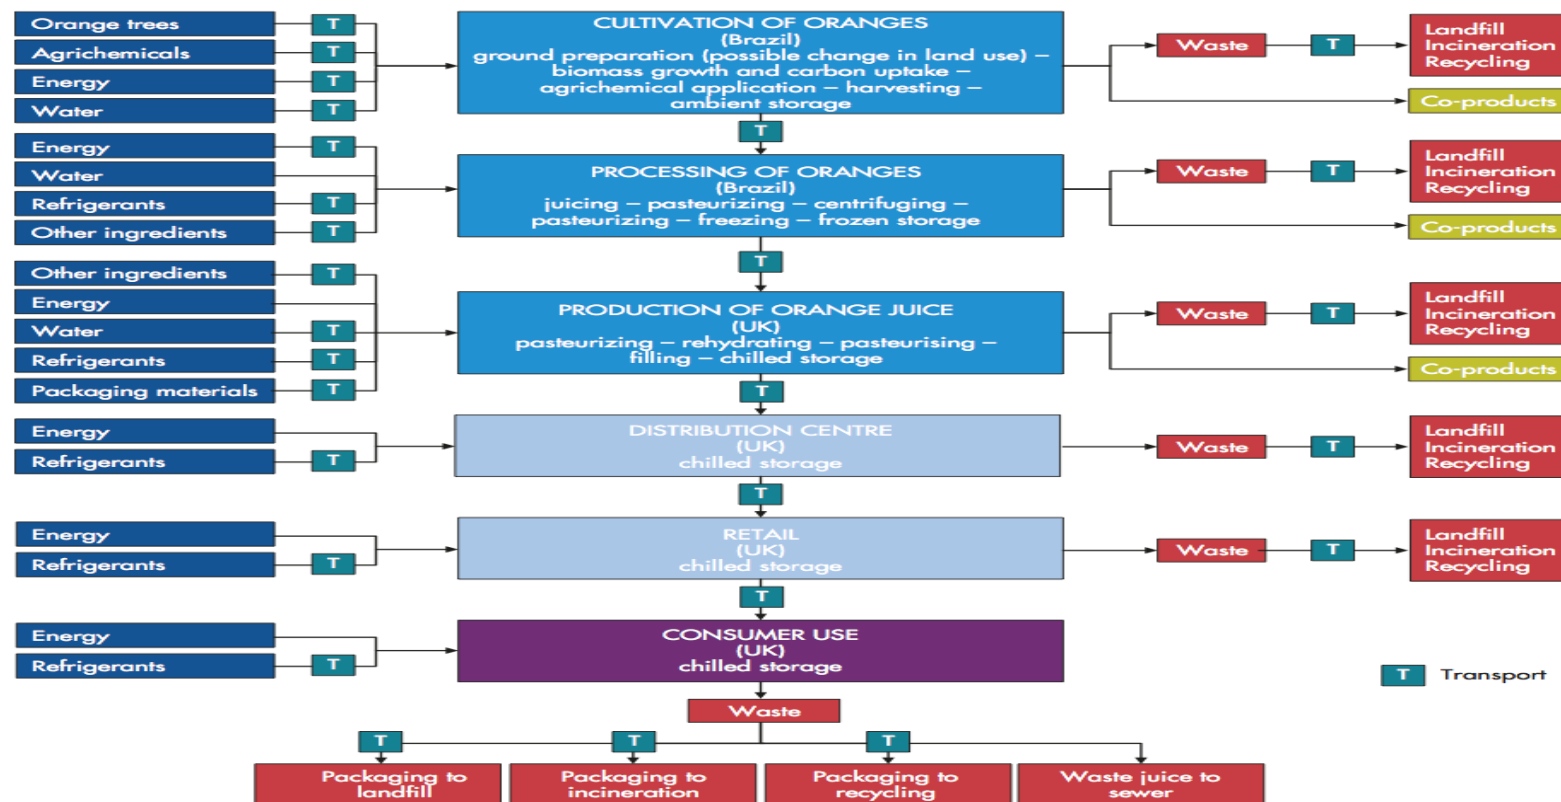 Orange trees
T
Agrichemicals
T
Energy
T
Water
T
CULTIVATION OF ORANGES
(Brazil)
ground preparation (possible change in land use) –
biomass growth and carbon uptake –
agrichemical application – harvesting –
ambient storage
Waste
T
Landfill
Incineration
Recycling
Co-products
T
Energy
T
Water
Refrigerants
T
Other ingredients
T
PROCESSING OF ORANGES
(Brazil)
juicing – pasteurizing – centrifuging –
pasteurizing – freezing – frozen storage
Waste
T
Landfill
Incineration
Recycling
Co-products
T
Other ingredients
T
Energy
Water
T
Refrigerants
T
Packaging materials
T
PRODUCTION OF ORANGE JUICE
(UK)
pasteurizing – rehydrating – pasteurising –
filling – chilled storage
Waste
T
Landfill
Incineration
Recycling
Co-products
T
Energy
Refrigerants
T
DISTRIBUTION CENTRE
(UK)
chilled storage
Waste
T
Landfill
Incineration
Recycling
T
Energy
Refrigerants
T
RETAIL
(UK)
chilled storage
Waste
T
Landfill
Incineration
Recycling
T
Energy
Refrigerants
T
CONSUMER USE
(UK)
chilled storage
T Transport
Waste
T
T
T
Packaging to
landfill
Packaging to
incineration
Packaging to
recycling
Waste juice to
sewer